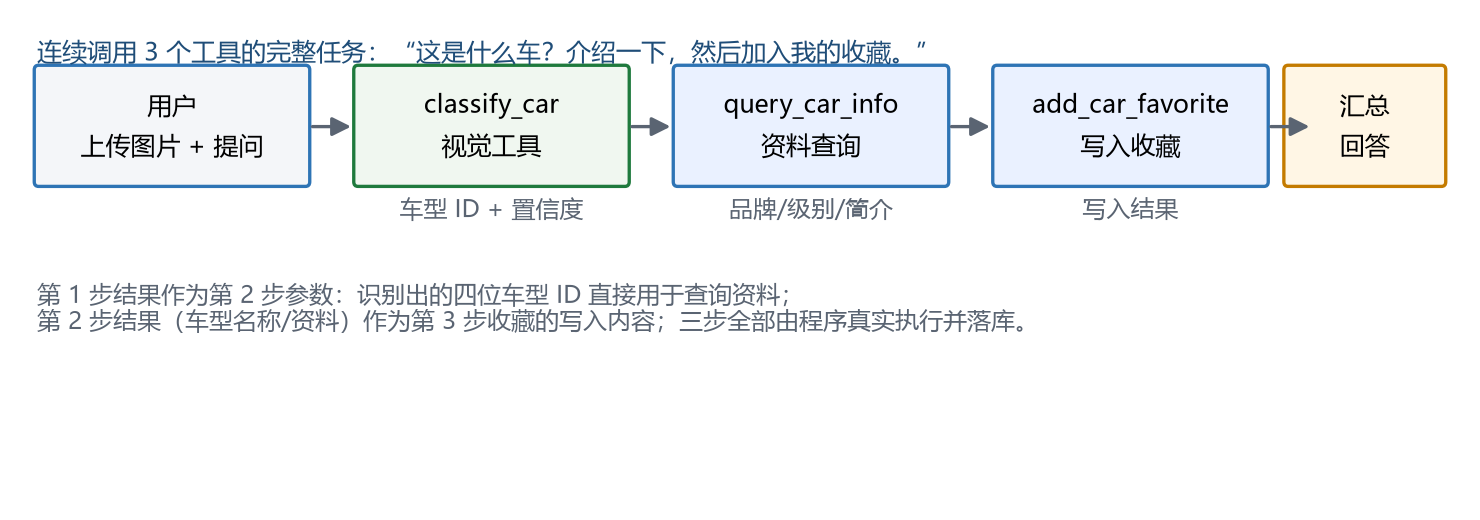 连续调用 3 个工具的完整任务：“这是什么车？介绍一下，然后加入我的收藏。”
用户
上传图片 + 提问
classify_car
视觉工具
query_car_info
资料查询
add_car_favorite
写入收藏
汇总
回答
车型 ID + 置信度
品牌/级别/简介
写入结果
第 1 步结果作为第 2 步参数：识别出的四位车型 ID 直接用于查询资料；
第 2 步结果（车型名称/资料）作为第 3 步收藏的写入内容；三步全部由程序真实执行并落库。